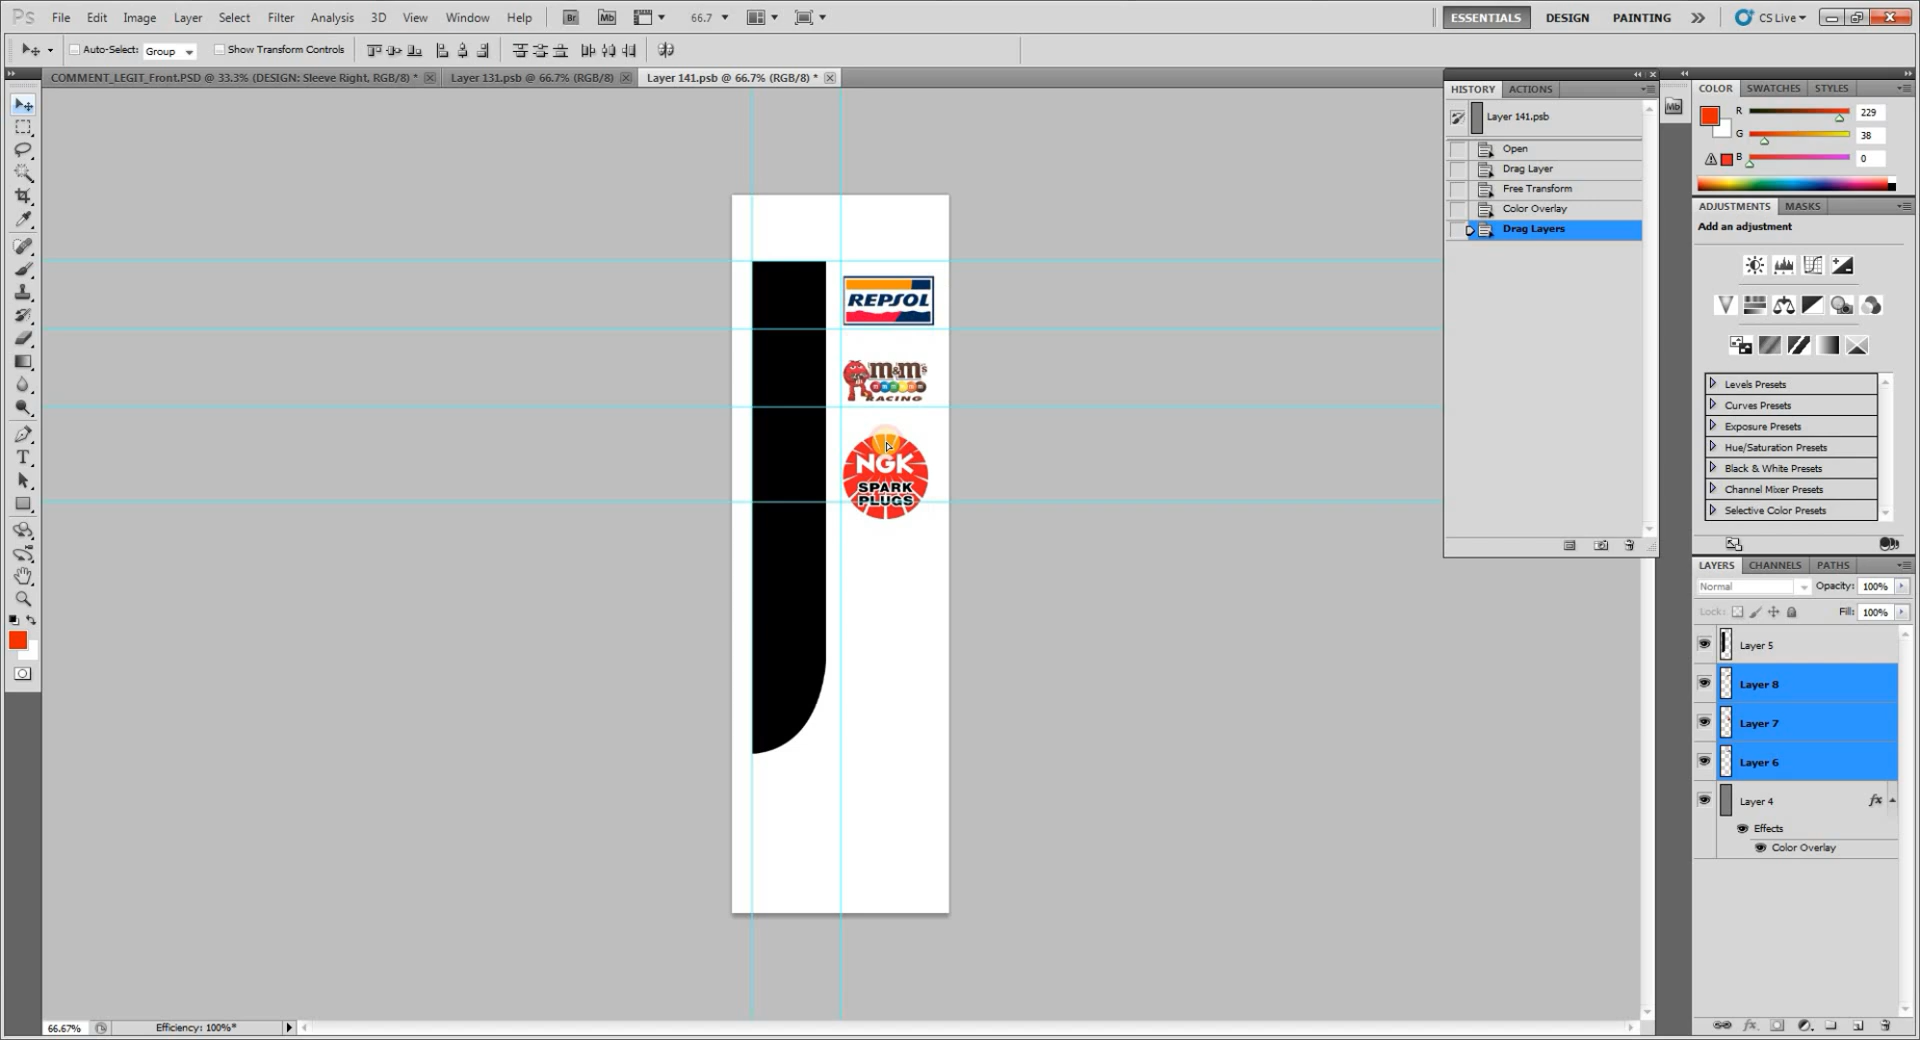 Ps File Edit Image Layer Select Filter Analysis 3D View Window Help Br Mb 66.7 ESSENTIALS DESIGN PAINTING CS Live
Auto-Select: Group Show Transform Controls
COMMENT_LEGIT_Front.PSD @ 33.3% (DESIGN: Sleeve Right, RGB/8) * Layer 131.psb @ 66.7% (RGB/8) Layer 141.psb @ 66.7% (RGB/8) *
HISTORY ACTIONS
Layer 141.psb
Open
Drag Layer
Free Transform
Color Overlay
Drag Layers
Mb
COLOR SWATCHES STYLES
R 229
G 38
B 0
ADJUSTMENTS MASKS
Add an adjustment
Levels Presets
Curves Presets
Exposure Presets
Hue/Saturation Presets
Black & White Presets
Channel Mixer Presets
Selective Color Presets
LAYERS CHANNELS PATHS
Normal Opacity: 100%
Lock: Fill: 100%
Layer 5
Layer 8
Layer 7
Layer 6
Layer 4 fx
Effects
Color Overlay
REPSOL
m&m's
RACING
NGK
SPARK
PLUGS
T
66.67% Efficiency: 100%*
fx